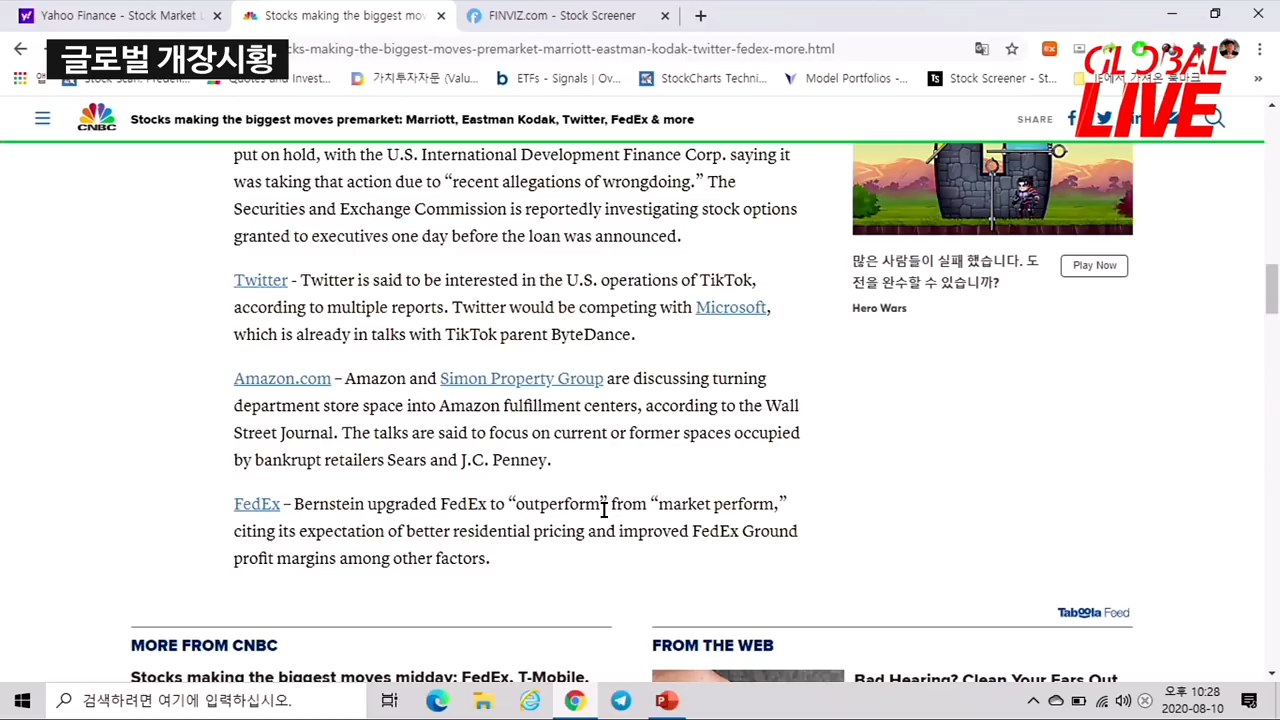 Yahoo Finance - Stock Market L
Stocks making the biggest mov
FINVIZ.com - Stock Screener
글로벌 개장시황
cks-making-the-biggest-moves-premarket-marriott-eastman-kodak-twitter-fedex-more.html
GLOBAL
LIVE
Quotes and Invest...
가치투자자문 (Valu...
ETFs - Signals | Ov...
StockCharts Techni...
Model Portfolios -...
Stock Screener - St...
CNBC
Stocks making the biggest moves premarket: Marriott, Eastman Kodak, Twitter, FedEx & more
SHARE
put on hold, with the U.S. International Development Finance Corp. saying it
was taking that action due to “recent allegations of wrongdoing.” The
Securities and Exchange Commission is reportedly investigating stock options
granted to executives one day before the loan was announced.
Twitter - Twitter is said to be interested in the U.S. operations of TikTok,
according to multiple reports. Twitter would be competing with Microsoft,
which is already in talks with TikTok parent ByteDance.
Amazon.com – Amazon and Simon Property Group are discussing turning
department store space into Amazon fulfillment centers, according to the Wall
Street Journal. The talks are said to focus on current or former spaces occupied
by bankrupt retailers Sears and J.C. Penney.
FedEx – Bernstein upgraded FedEx to “outperform” from “market perform,”
citing its expectation of better residential pricing and improved FedEx Ground
profit margins among other factors.
많은 사람들이 실패 했습니다. 도
전을 완수할 수 있습니까?
Play Now
Hero Wars
Taboola Feed
MORE FROM CNBC
FROM THE WEB
Stocks making the biggest moves midday: FedEx, T-Mobile,
Bad Hearing? Clean Your Ears Out
검색하려면 여기에 입력하십시오.
오후 10:28
2020-08-10